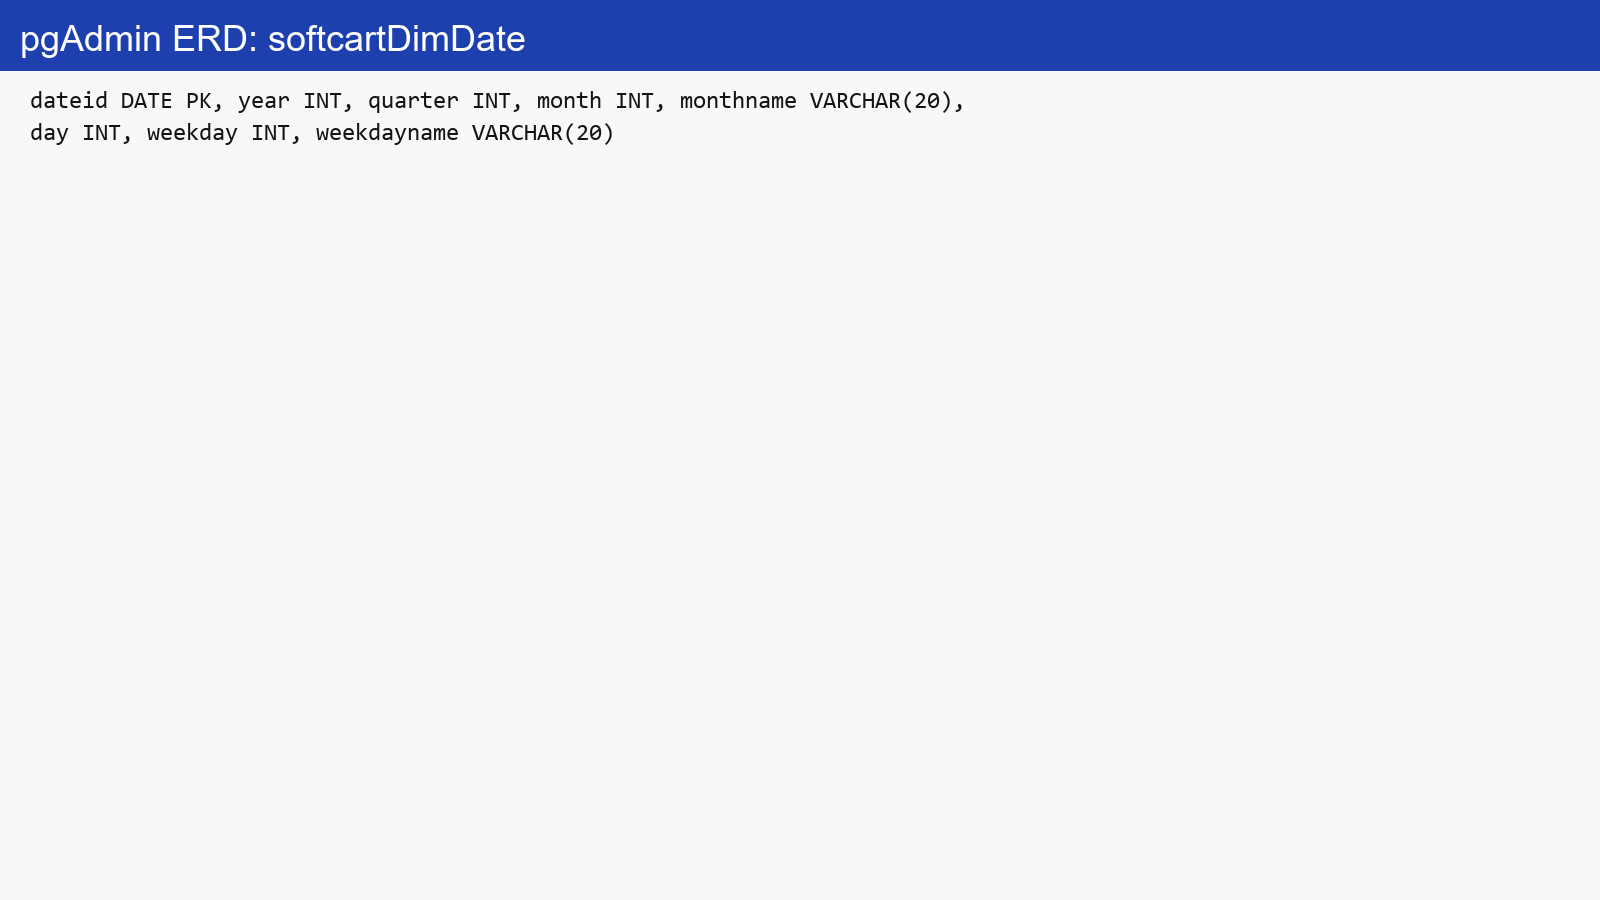 pgAdmin ERD: softcartDimDate
dateid DATE PK, year INT, quarter INT, month INT, monthname VARCHAR(20),
day INT, weekday INT, weekdayname VARCHAR(20)